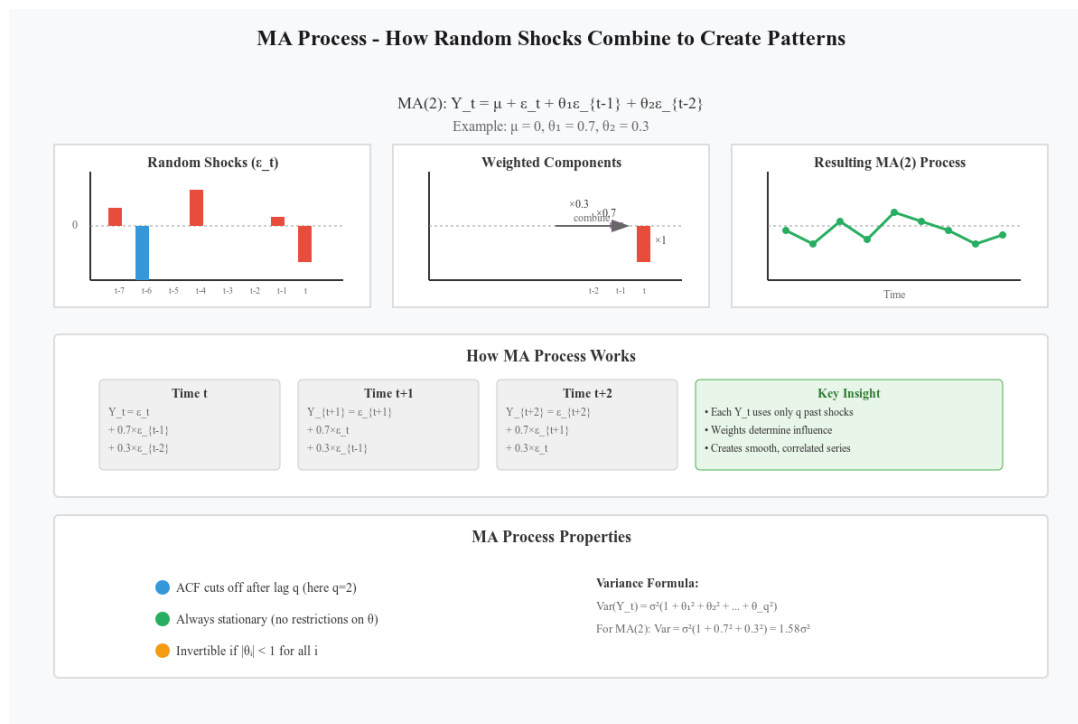 MA Process - How Random Shocks Combine to Create Patterns
MA(2): Y_t = μ + ε_t + θ₁ε_{t-1} + θ₂ε_{t-2}
Example: μ = 0, θ₁ = 0.7, θ₂ = 0.3
Random Shocks (ε_t)
0
t-7 t-6 t-5 t-4 t-3 t-2 t-1 t
Weighted Components
×0.3
×0.7
combine
×1
t-2 t-1 t
Resulting MA(2) Process
Time
How MA Process Works
Time t
Y_t = ε_t
+ 0.7×ε_{t-1}
+ 0.3×ε_{t-2}
Time t+1
Y_{t+1} = ε_{t+1}
+ 0.7×ε_t
+ 0.3×ε_{t-1}
Time t+2
Y_{t+2} = ε_{t+2}
+ 0.7×ε_{t+1}
+ 0.3×ε_t
Key Insight
• Each Y_t uses only q past shocks
• Weights determine influence
• Creates smooth, correlated series
MA Process Properties
ACF cuts off after lag q (here q=2)
Always stationary (no restrictions on θ)
Invertible if |θᵢ| < 1 for all i
Variance Formula:
Var(Y_t) = σ²(1 + θ₁² + θ₂² + ... + θ_q²)
For MA(2): Var = σ²(1 + 0.7² + 0.3²) = 1.58σ²